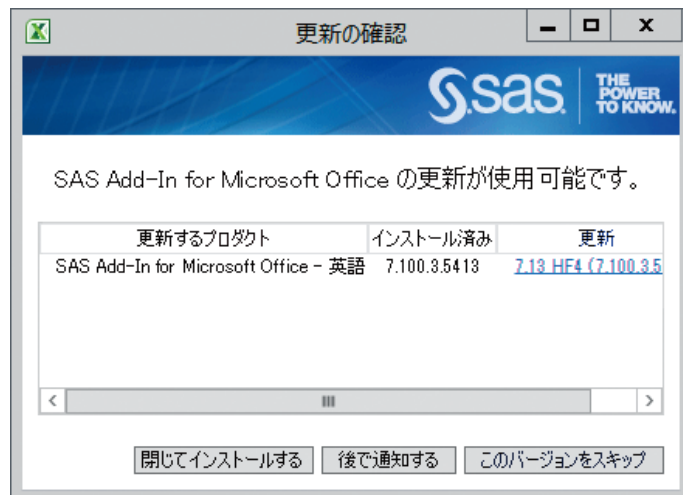 更新の確認
Ssas THE POWER TO KNOW.
SAS Add-In for Microsoft Office の更新が使用可能です。
更新するプロダクト インストール済み 更新
SAS Add-In for Microsoft Office - 英語 7.100.3.5413 7.13 HF4 (7.100.3.5
閉じてインストールする 後で通知する このバージョンをスキップ